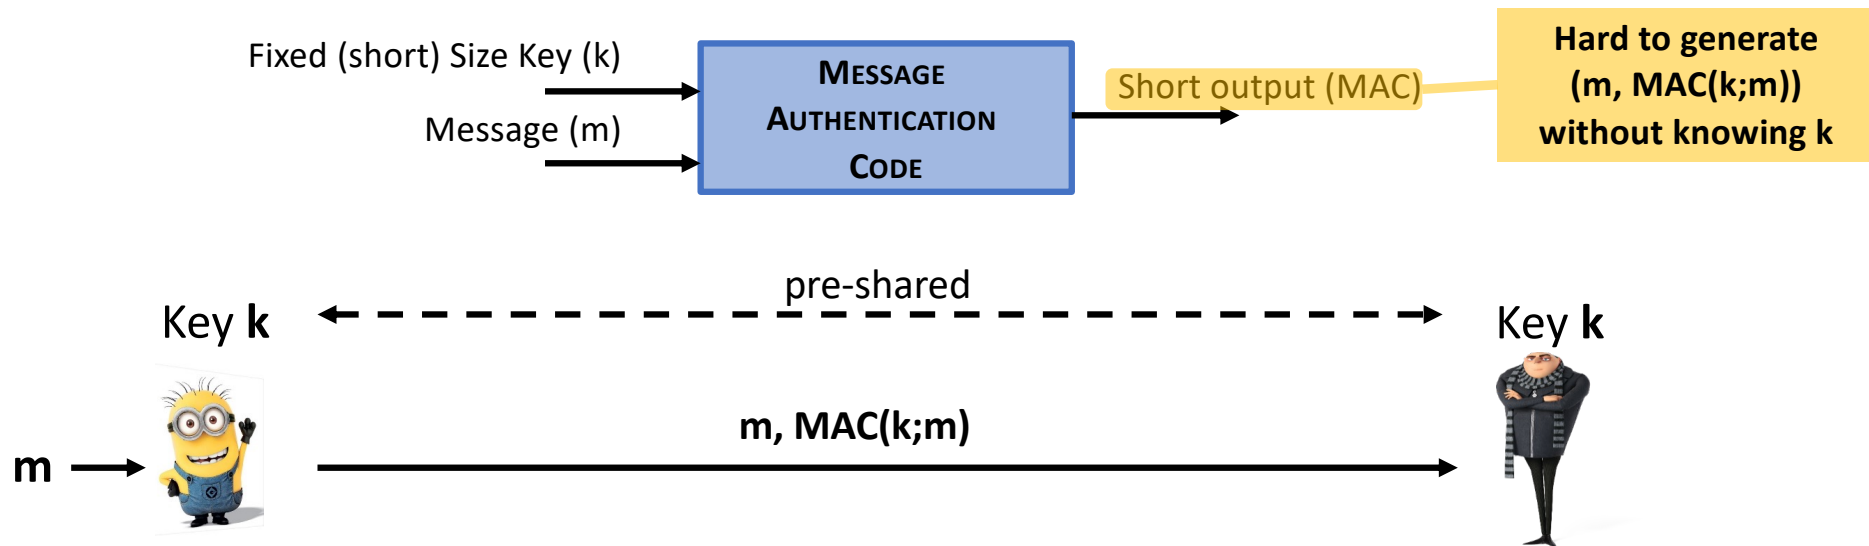 Fixed (short) Size Key (k)
Message (m)
MESSAGE
AUTHENTICATION
CODE
Short output (MAC)
Hard to generate
(m, MAC(k;m))
without knowing k
pre-shared
Key k
Key k
m, MAC(k;m)
m